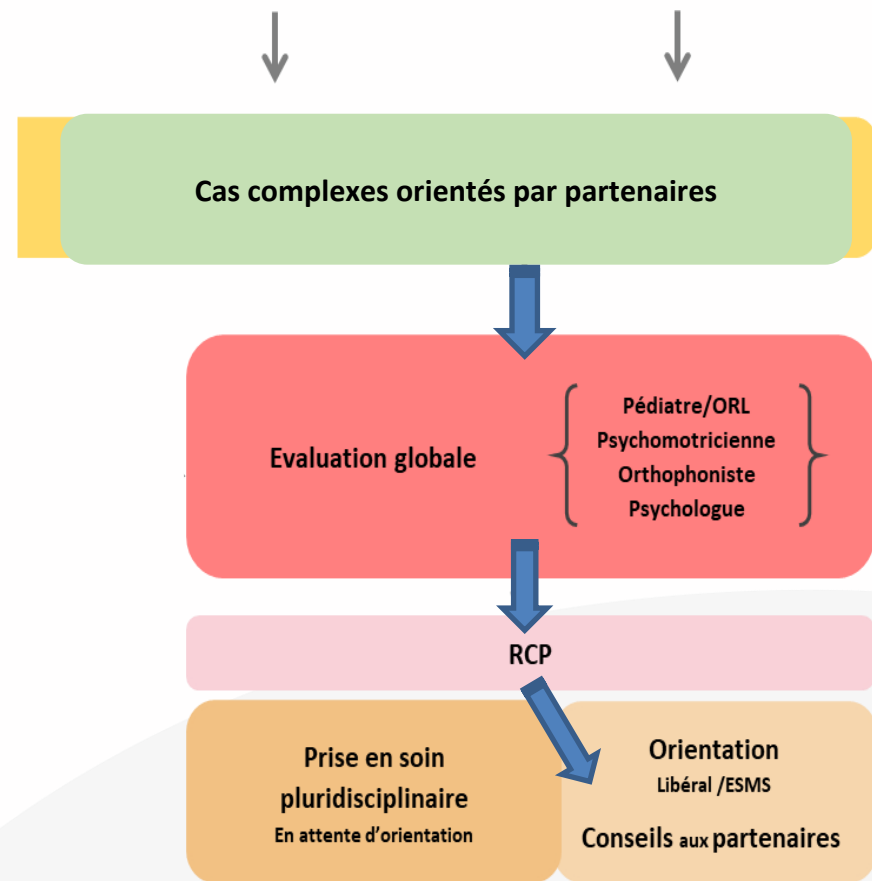 Cas complexes orientés par partenaires
Evaluation globale
Pédiatre/ORL
Psychomotricienne
Orthophoniste
Psychologue
RCP
Prise en soin
pluridisciplinaire
En attente d'orientation
Orientation
Libéral /ESMS
Conseils aux partenaires